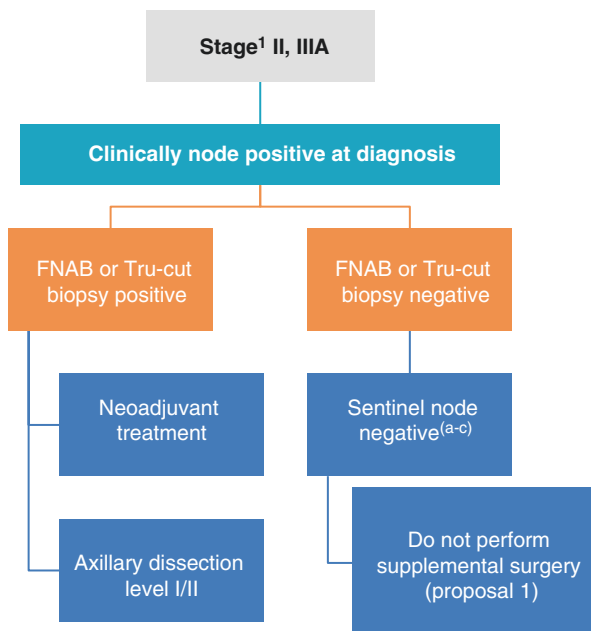 Stage¹ II, IIIA
Clinically node positive at diagnosis
FNAB or Tru-cut
biopsy positive
FNAB or Tru-cut
biopsy negative
Neoadjuvant
treatment
Sentinel node
negative⁽ᵃ⁻ᶜ⁾
Axillary dissection
level I/II
Do not perform
supplemental surgery
(proposal 1)